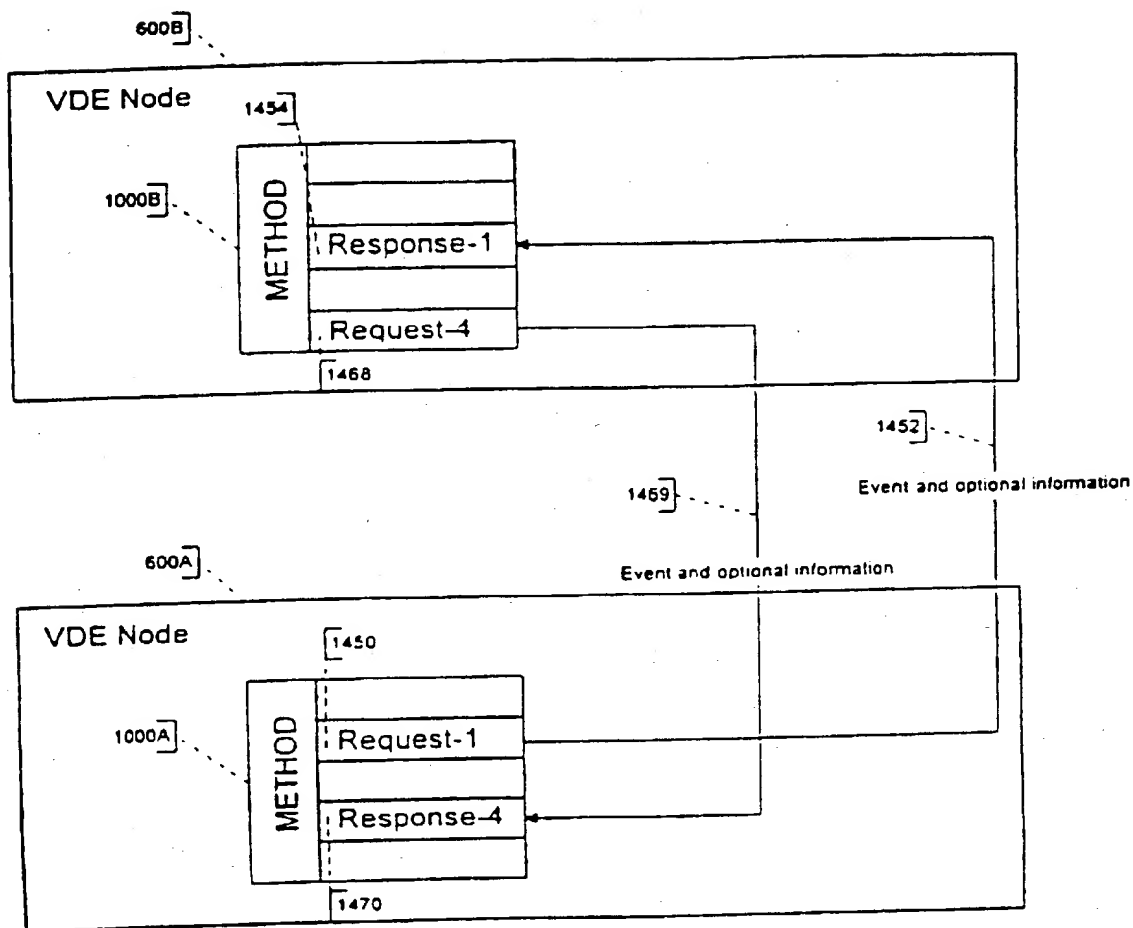 600B
VDE Node
1454
1000B
METHOD
Response-1
Request-4
1468
1452
Event and optional information
1469
600A
Event and optional information
VDE Node
1450
1000A
METHOD
Request-1
Response-4
1470